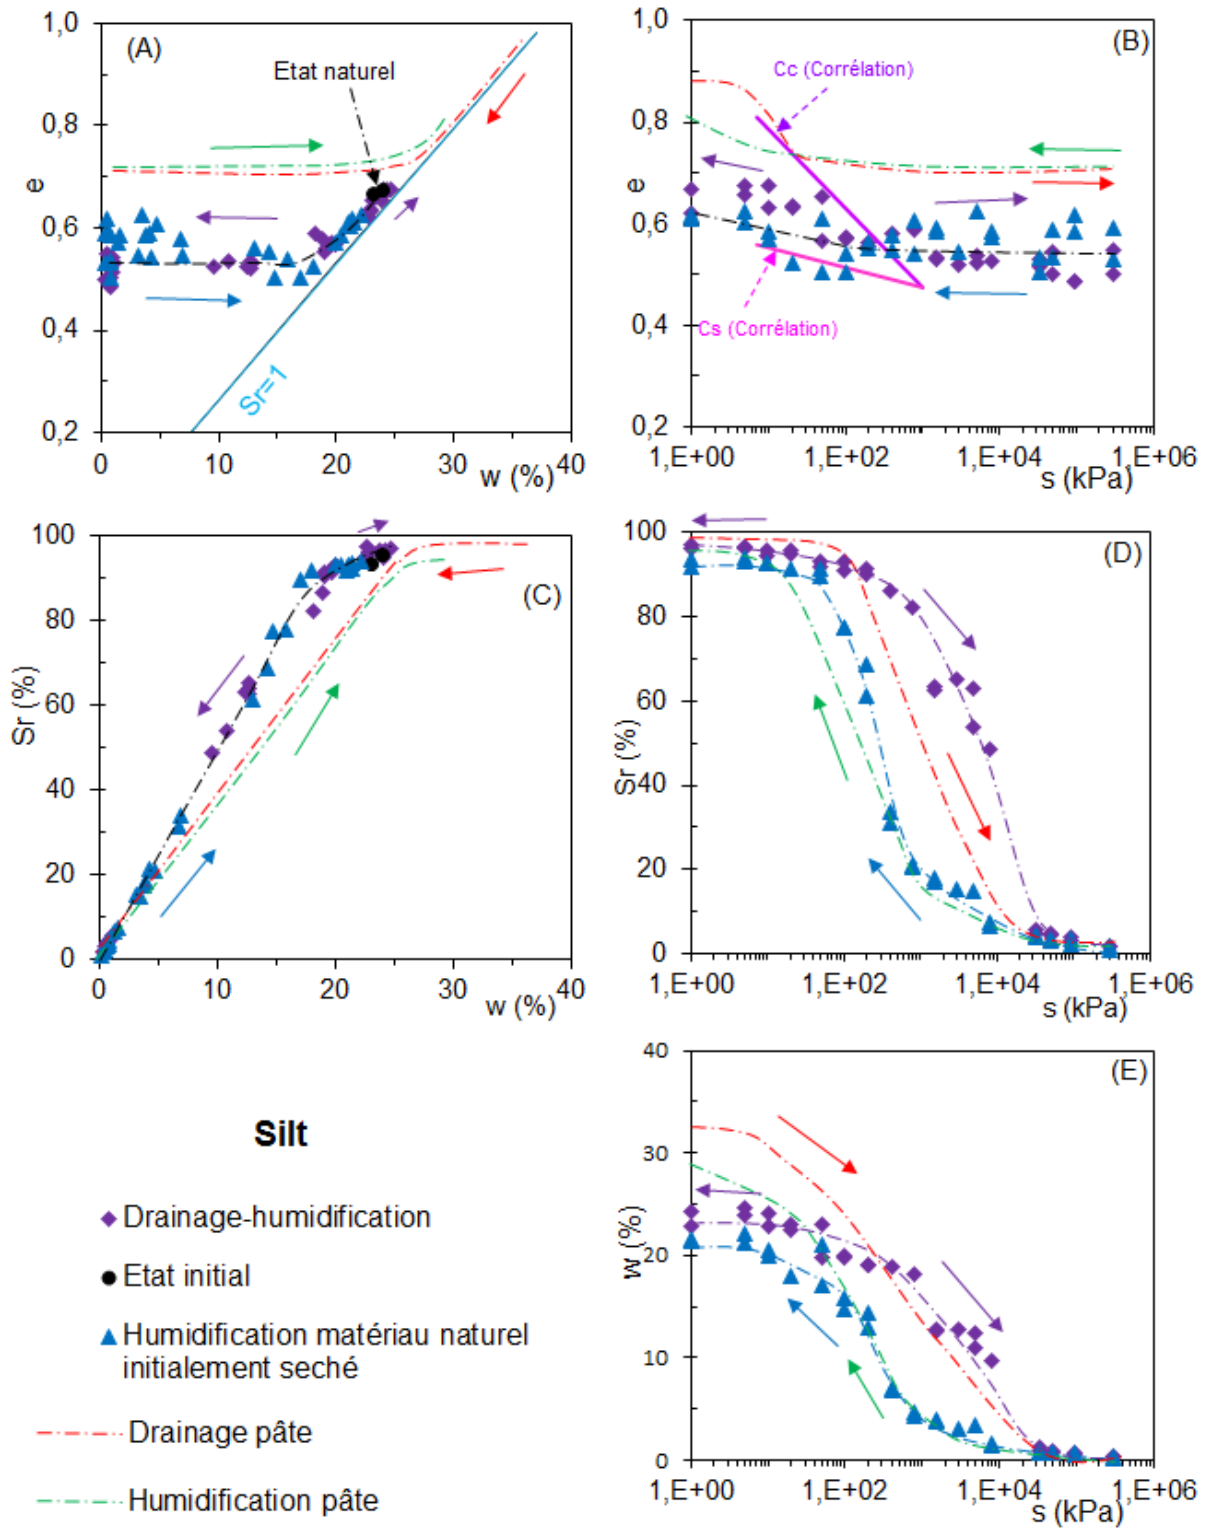 (A)
Etat naturel
1,0
0,8
0,6
0,4
0,2
e
Sr=1
0
10
20
30
40
w (%)
(B)
Cc (Corrélation)
1,0
0,8
0,6
0,4
0,2
e
Cs (Corrélation)
1,E+00
1,E+02
1,E+04
1,E+06
s (kPa)
(C)
100
80
60
40
20
0
Sr (%)
0
10
20
30
40
w (%)
(D)
100
80
60
40
20
0
Sr (%)
1,E+00
1,E+02
1,E+04
1,E+06
s (kPa)
(E)
40
30
20
10
0
w (%)
1,E+00
1,E+02
1,E+04
1,E+06
s (kPa)
Silt
Drainage-humidification
Etat initial
Humidification matériau naturel
initialement seché
Drainage pâte
Humidification pâte